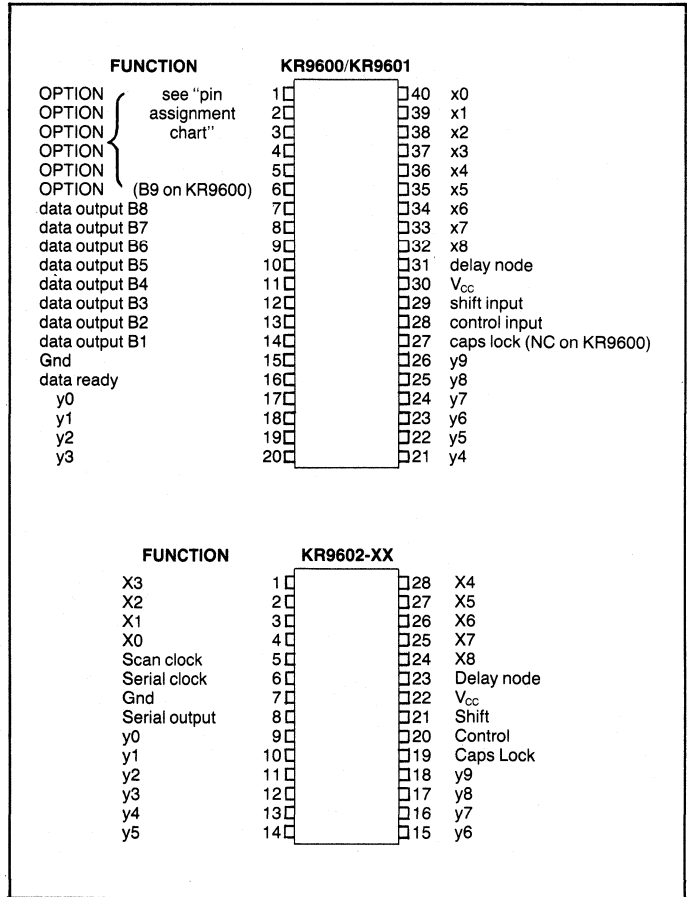 FUNCTION KR9600/KR9601
OPTION see "pin 1 40 x0
OPTION assignment 2 39 x1
OPTION chart" 3 38 x2
OPTION 4 37 x3
OPTION 5 36 x4
OPTION (B9 on KR9600) 6 35 x5
data output B8 7 34 x6
data output B7 8 33 x7
data output B6 9 32 x8
data output B5 10 31 delay node
data output B4 11 30 VCC
data output B3 12 29 shift input
data output B2 13 28 control input
data output B1 14 27 caps lock (NC on KR9600)
Gnd 15 26 y9
data ready 16 25 y8
y0 17 24 y7
y1 18 23 y6
y2 19 22 y5
y3 20 21 y4
FUNCTION KR9602-XX
X3 1 28 X4
X2 2 27 X5
X1 3 26 X6
X0 4 25 X7
Scan clock 5 24 X8
Serial clock 6 23 Delay node
Gnd 7 22 VCC
Serial output 8 21 Shift
y0 9 20 Control
y1 10 19 Caps Lock
y2 11 18 y9
y3 12 17 y8
y4 13 16 y7
y5 14 15 y6